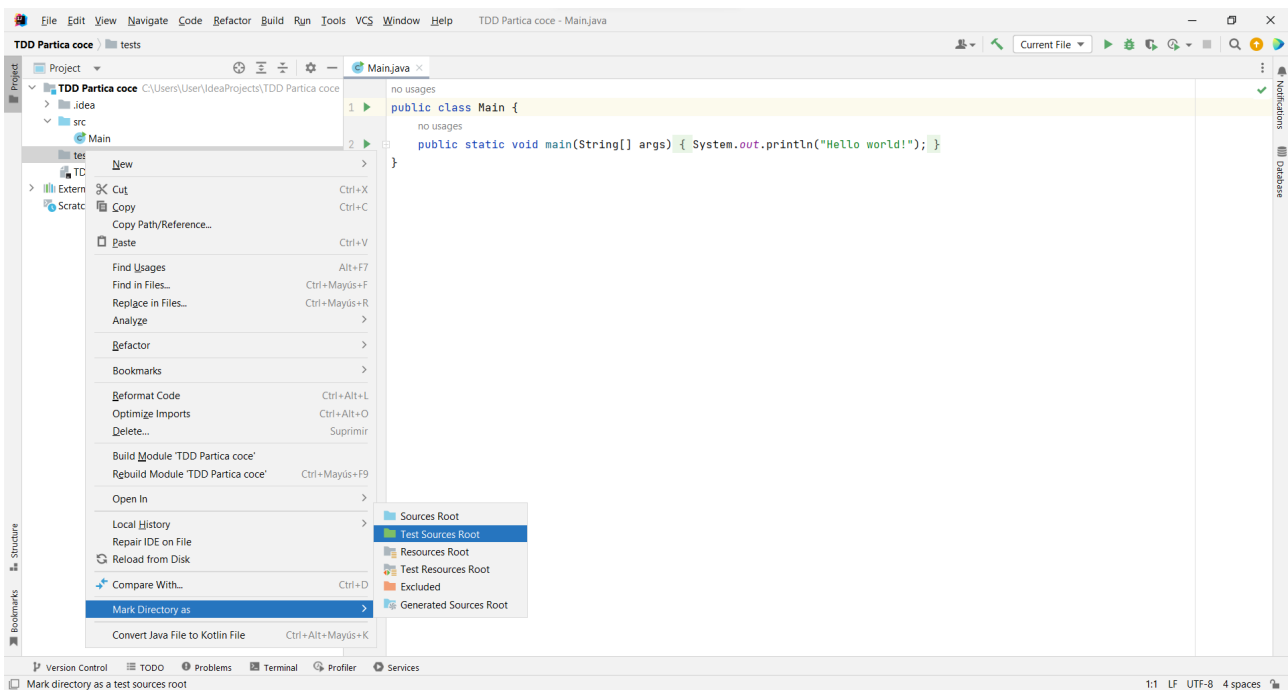 File Edit View Navigate Code Refactor Build Run Tools VCS Window Help TDD Partica coce - Main.java
TDD Partica coce tests
Current File
Project
Main.java
TDD Partica coce C:\Users\User\IdeaProjects\TDD Partica coce
.idea
src
Main
tes
TD
Extern
Scratc
no usages
1 public class Main {
no usages
2 public static void main(String[] args) { System.out.println("Hello world!"); }
}
New
Cut Ctrl+X
Copy Ctrl+C
Copy Path/Reference...
Paste Ctrl+V
Find Usages Alt+F7
Find in Files... Ctrl+Mayús+F
Replace in Files... Ctrl+Mayús+R
Analyze
Refactor
Bookmarks
Reformat Code Ctrl+Alt+L
Optimize Imports Ctrl+Alt+O
Delete... Suprimir
Build Module 'TDD Partica coce'
Rebuild Module 'TDD Partica coce' Ctrl+Mayús+F9
Open In
Local History
Repair IDE on File
Reload from Disk
Compare With... Ctrl+D
Mark Directory as
Convert Java File to Kotlin File Ctrl+Alt+Mayús+K
Sources Root
Test Sources Root
Resources Root
Test Resources Root
Excluded
Generated Sources Root
Project
Structure
Bookmarks
Notifications
Database
Version Control TODO Problems Terminal Profiler Services
Mark directory as a test sources root
1:1 LF UTF-8 4 spaces